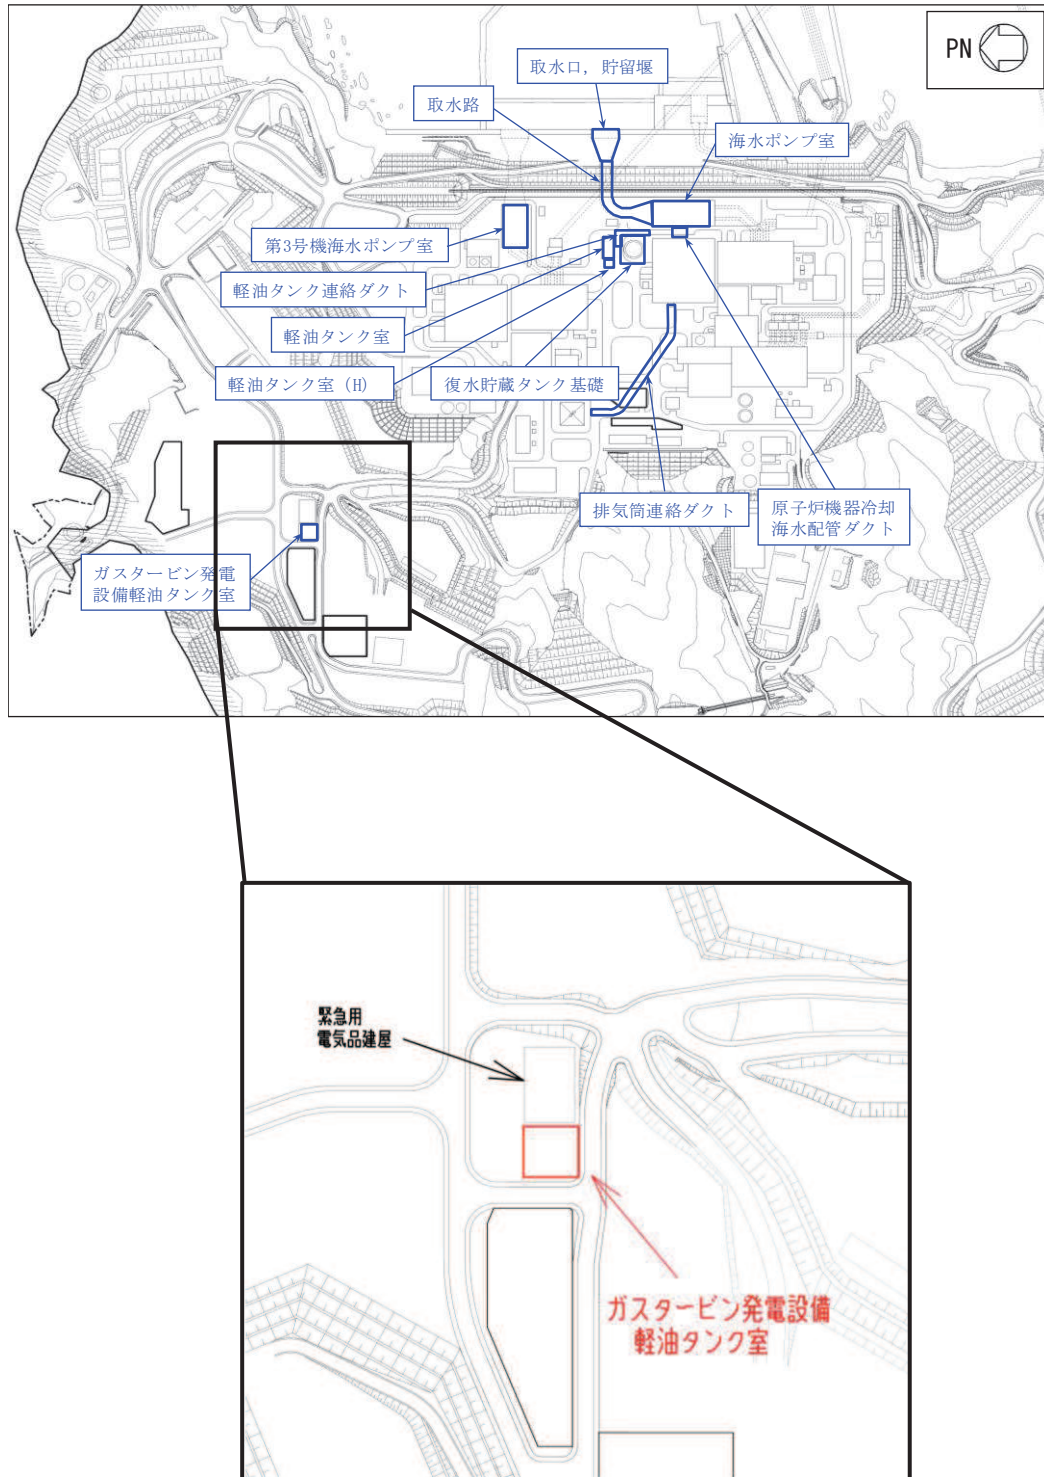 PN
取水口，貯留堰
取水路
海水ポンプ室
第3号機海水ポンプ室
軽油タンク連絡ダクト
軽油タンク室
軽油タンク室（H）
復水貯蔵タンク基礎
排気筒連絡ダクト
原子炉機器冷却
海水配管ダクト
ガスタービン発電
設備軽油タンク室
緊急用
電気品建屋
ガスタービン発電設備
軽油タンク室